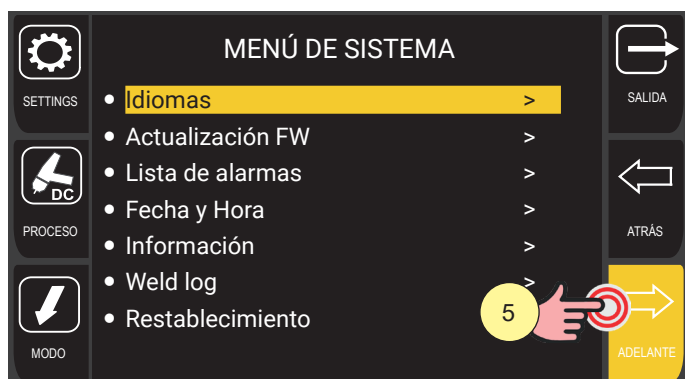 MENÚ DE SISTEMA
SETTINGS
PROCESO
MODO
• Idiomas >
• Actualización FW >
• Lista de alarmas >
• Fecha y Hora >
• Información >
• Weld log >
• Restablecimiento
5
DC
SALIDA
ATRÁS
ADELANTE